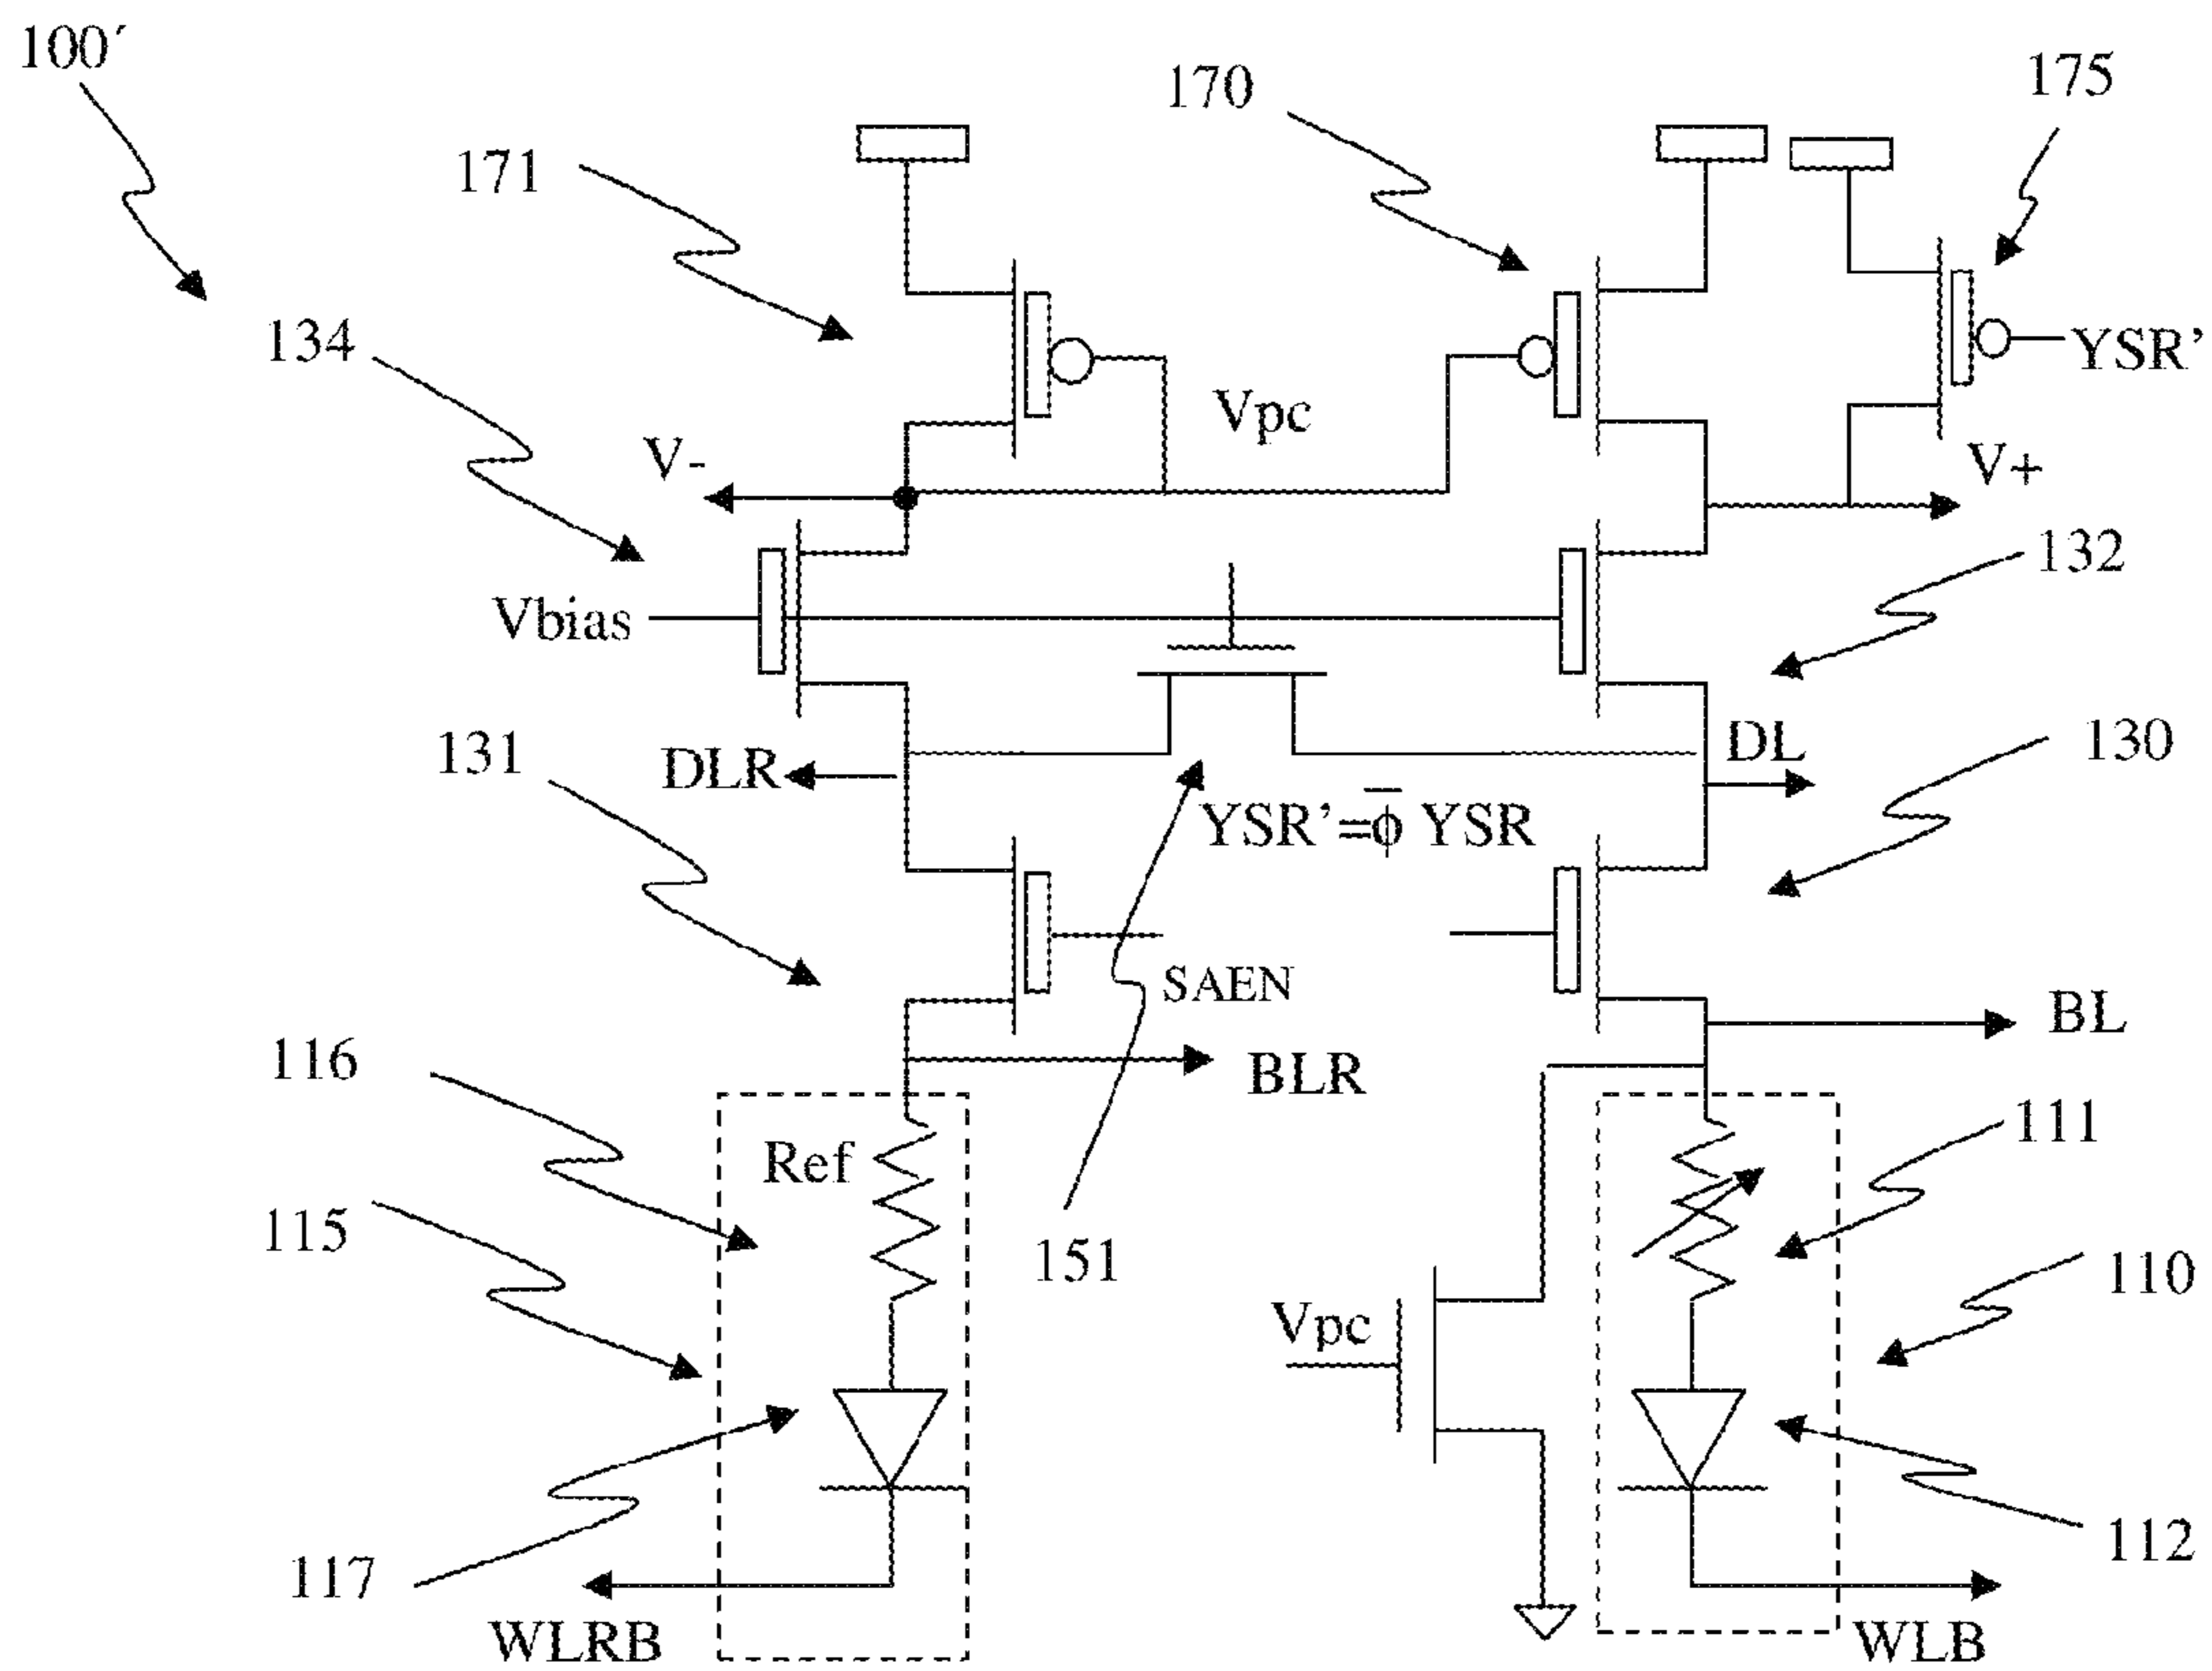 100´
170
175
171
134
YSR’
Vpc
V-
V+
132
Vbias
131
DLR
DL
130
YSR’=φ̅ YSR
SAEN
BL
116
BLR
111
Ref
115
151
110
Vpc
117
112
WLRB
WLB